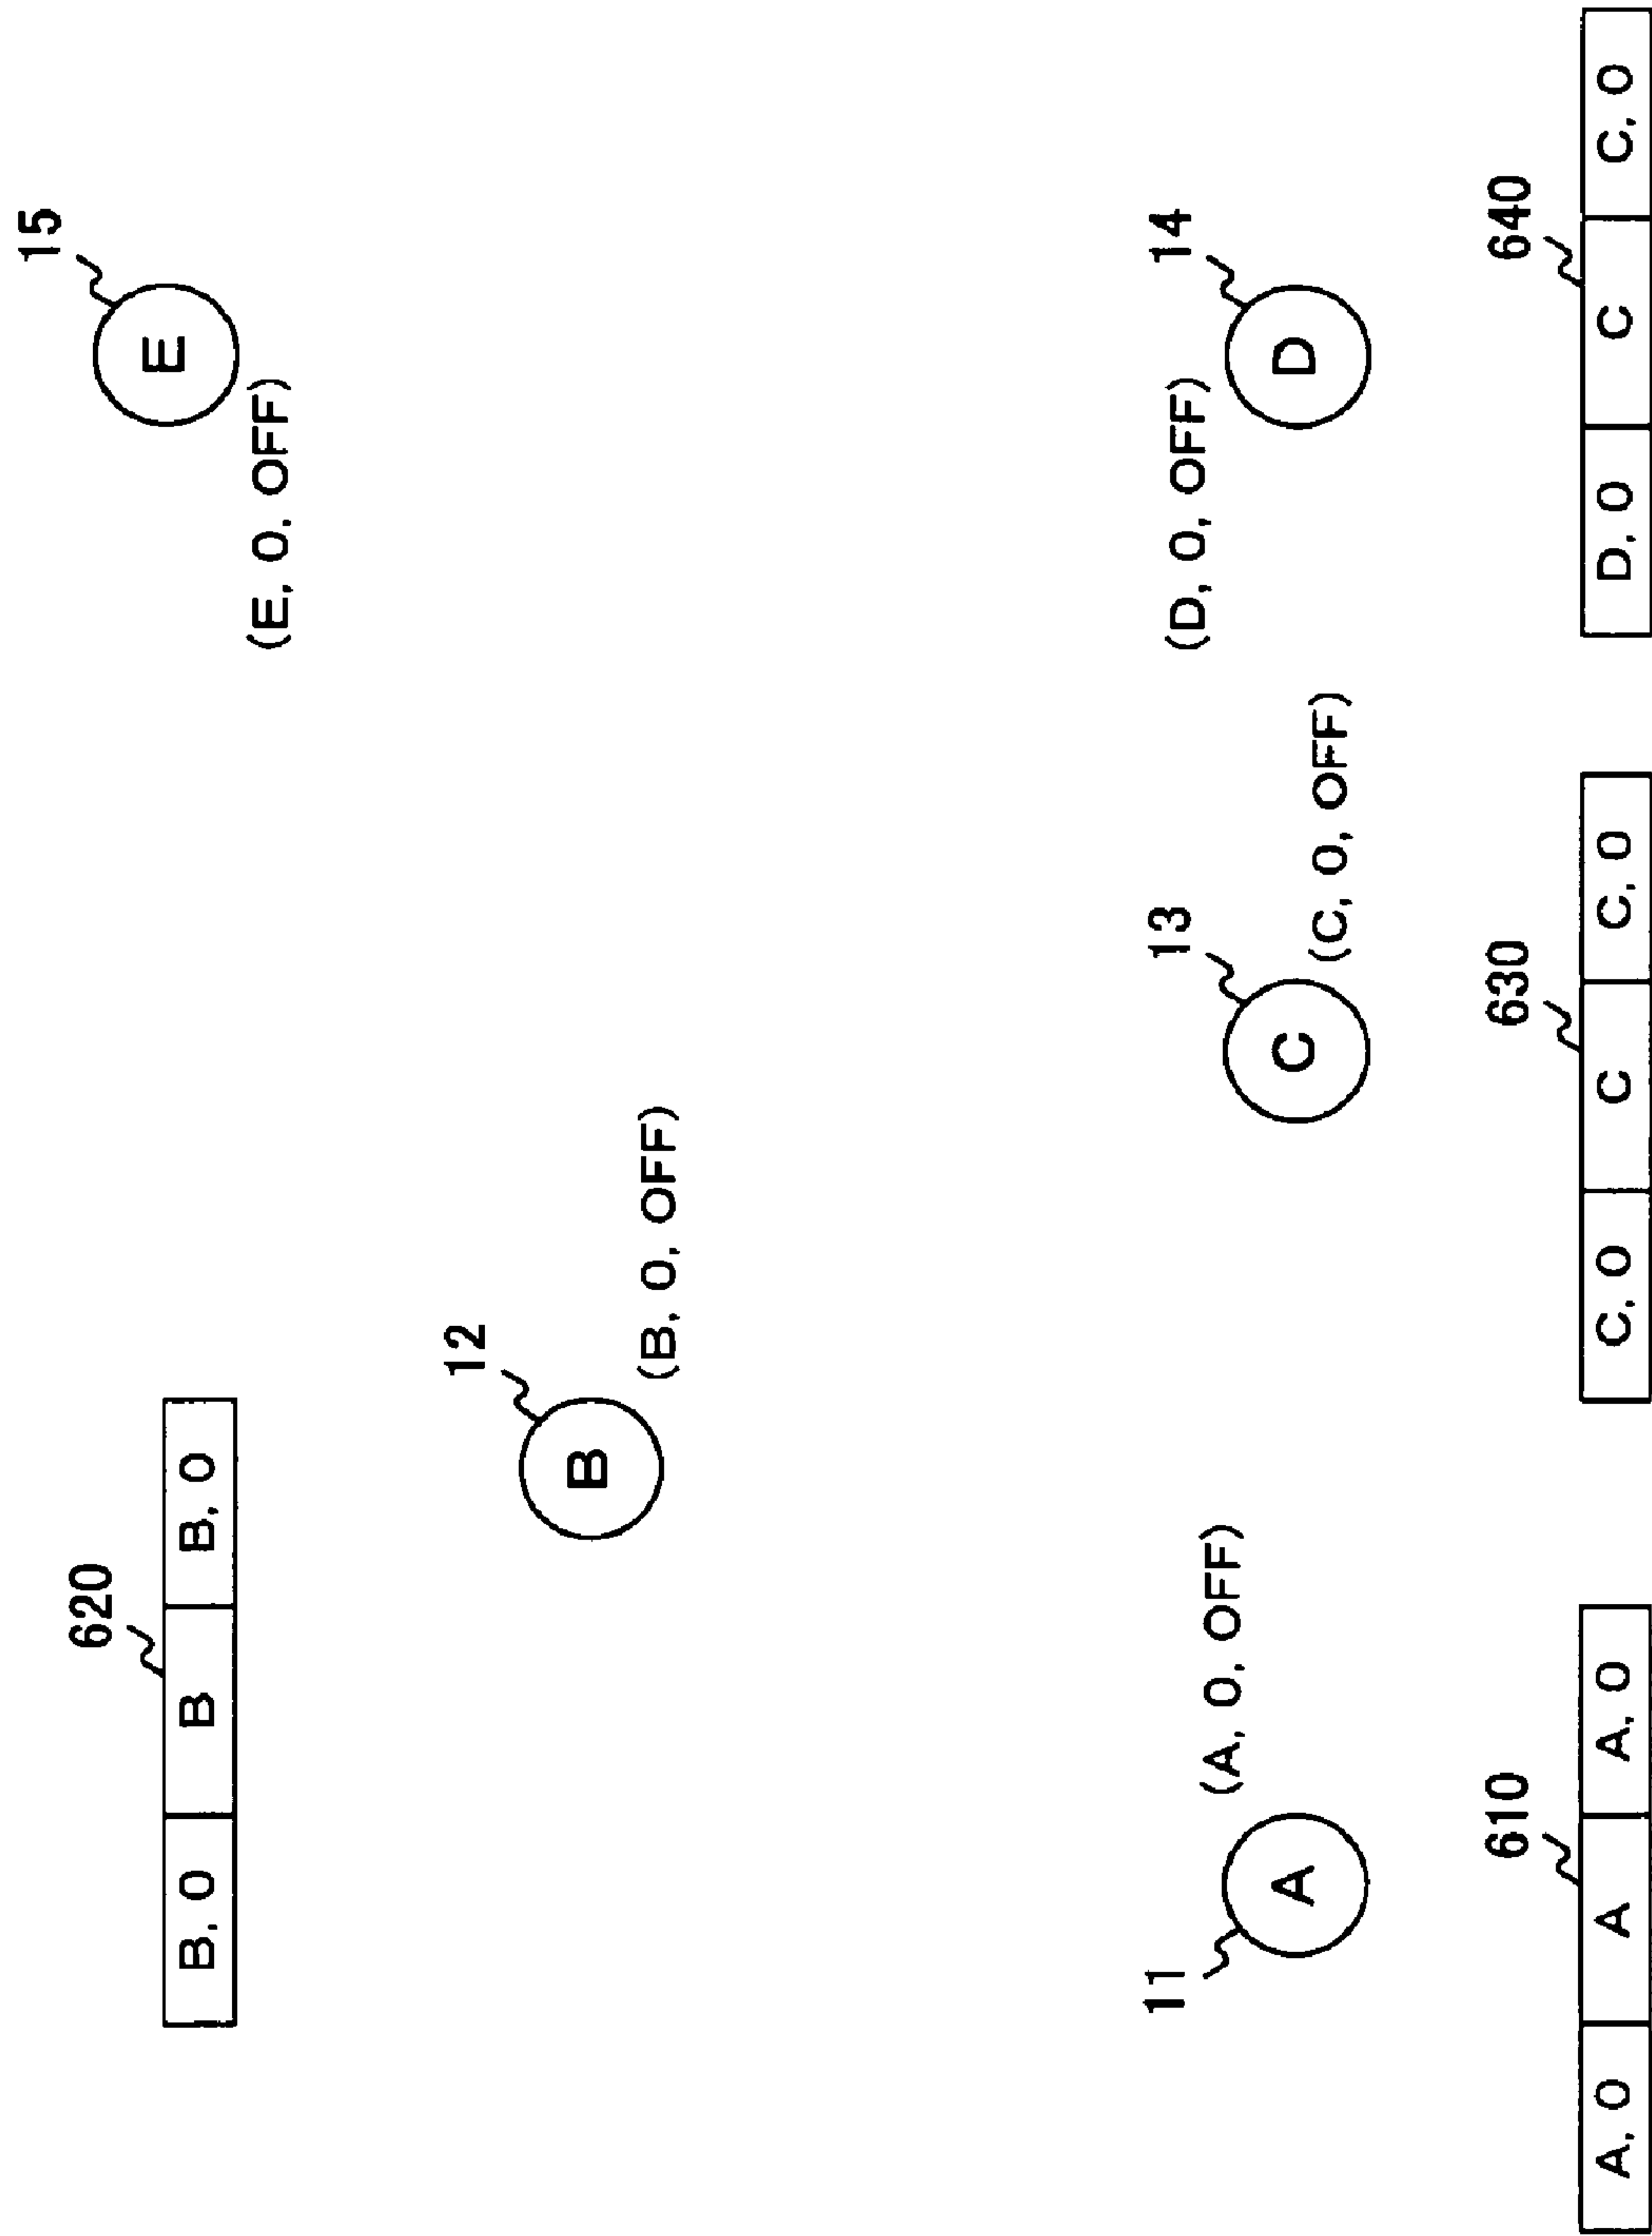 15
620
E
B, 0 B B, 0
(E, 0, OFF)
12
B
(B, 0, OFF)
11
13
14
(D, 0, OFF)
(A, 0, OFF)
A
C
D
(C, 0, OFF)
610
630
640
A, 0 A A, 0
C, 0 C C, 0
D, 0 C C, 0